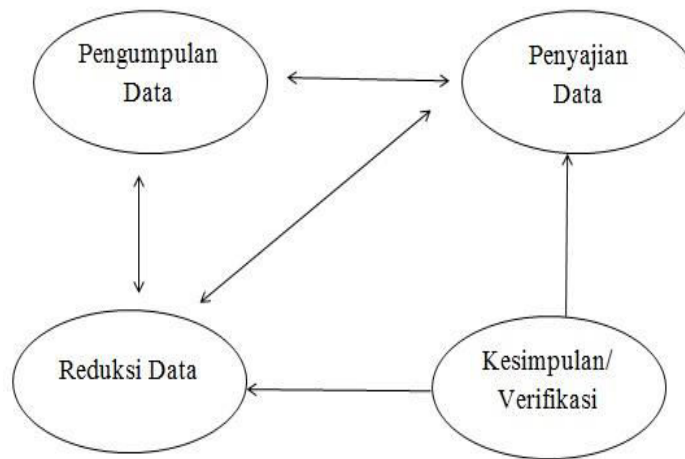 Pengumpulan
Data
Penyajian
Data
Reduksi Data
Kesimpulan/
Verifikasi